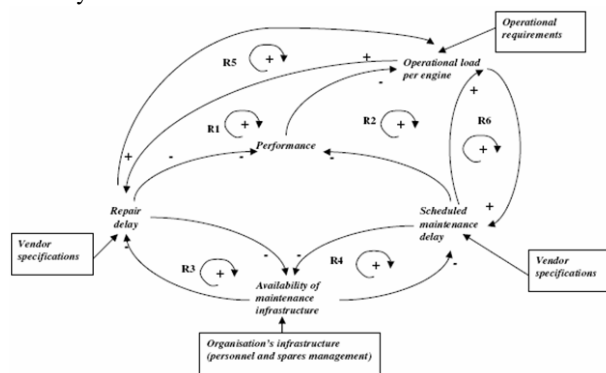 Operational
requirements
R5
+
+
Operational load
per engine
-
+
R1
+
R2
+
R6
+
+
Performance
+
-
-
-
+
Repair
delay
Scheduled
maintenance
delay
Vendor
specifications
-
R3
+
-
-
R4
+
-
Vendor
specifications
Availability of
maintenance
infrastructure
Organisation's infrastructure
(personnel and spares management)